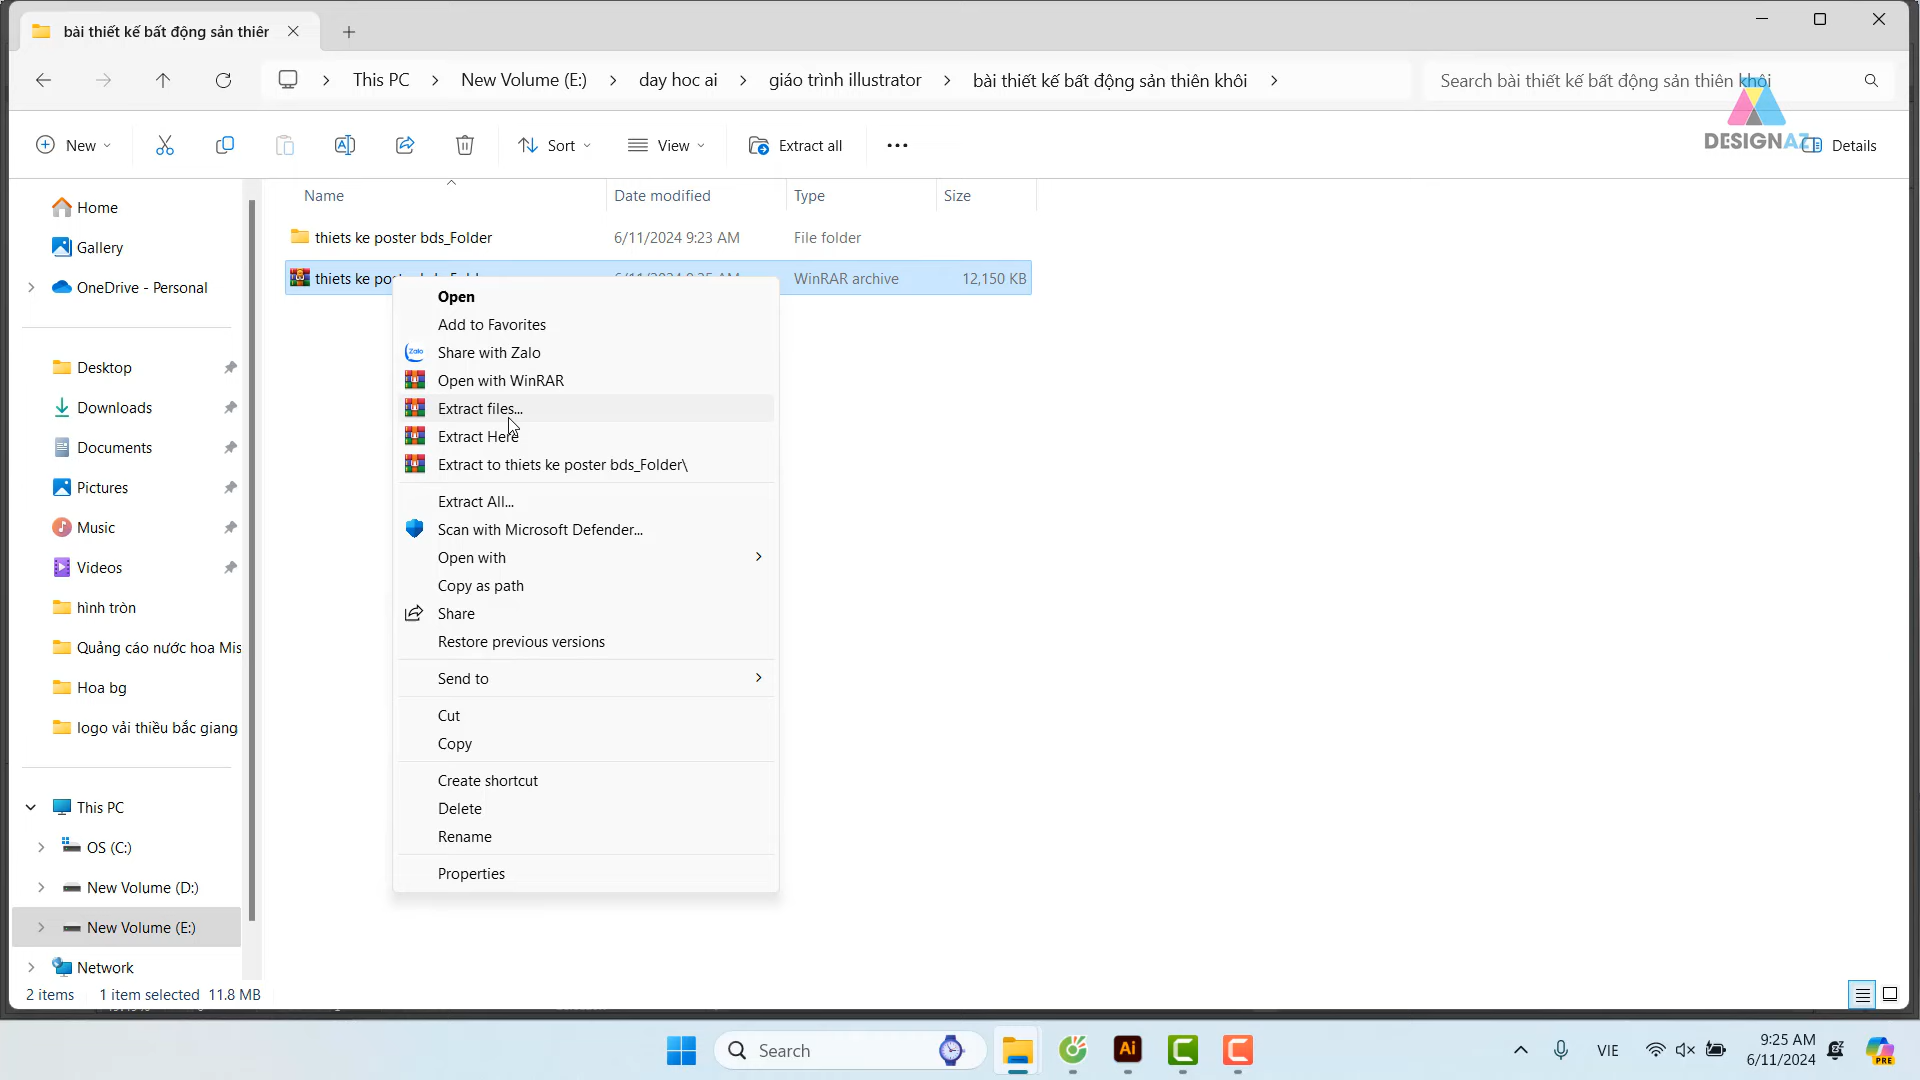 bài thiết kế bất động sản thiên
This PC
New Volume (E:)
day hoc ai
giáo trình illustrator
bài thiết kế bất động sản thiên khôi
Search bài thiết kế bất động sản thiên khôi
New
Sort
View
Extract all
Details
DESIGNAZ
Name
Date modified
Type
Size
thiets ke poster bds_Folder
6/11/2024 9:23 AM
File folder
thiets ke
6/11/2024 9:25 AM
WinRAR archive
12,150 KB
Home
Gallery
OneDrive - Personal
Desktop
Downloads
Documents
Pictures
Music
Videos
hình tròn
Quảng cáo nước hoa Mis
Hoa bg
logo vải thiều bắc giang
This PC
OS (C:)
New Volume (D:)
New Volume (E:)
Network
Open
Add to Favorites
Zalo
Share with Zalo
Open with WinRAR
Extract files...
Extract Here
Extract to thiets ke poster bds_Folder\
Extract All...
Scan with Microsoft Defender...
Open with
Copy as path
Share
Restore previous versions
Send to
Cut
Copy
Create shortcut
Delete
Rename
Properties
2 items
1 item selected 11.8 MB
Search
Ai
VIE
9:25 AM
6/11/2024
PRE